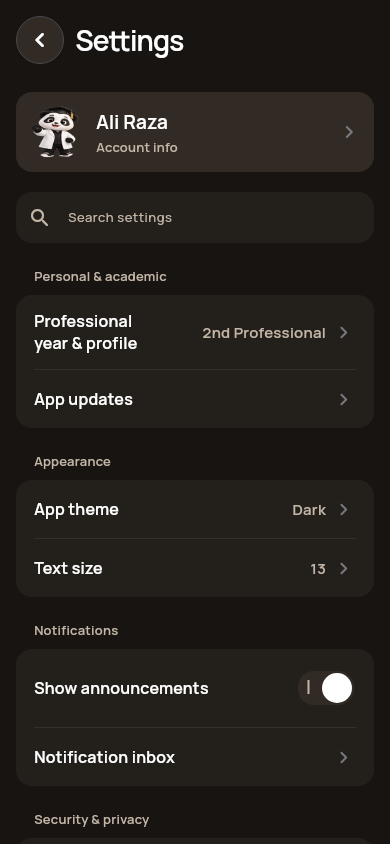 Settings
Ali Raza
Account info
Search settings
Personal & academic
Professional
year & profile
2nd Professional
App updates
Appearance
App theme
Dark
Text size
13
Notifications
Show announcements
Notification inbox
Security & privacy